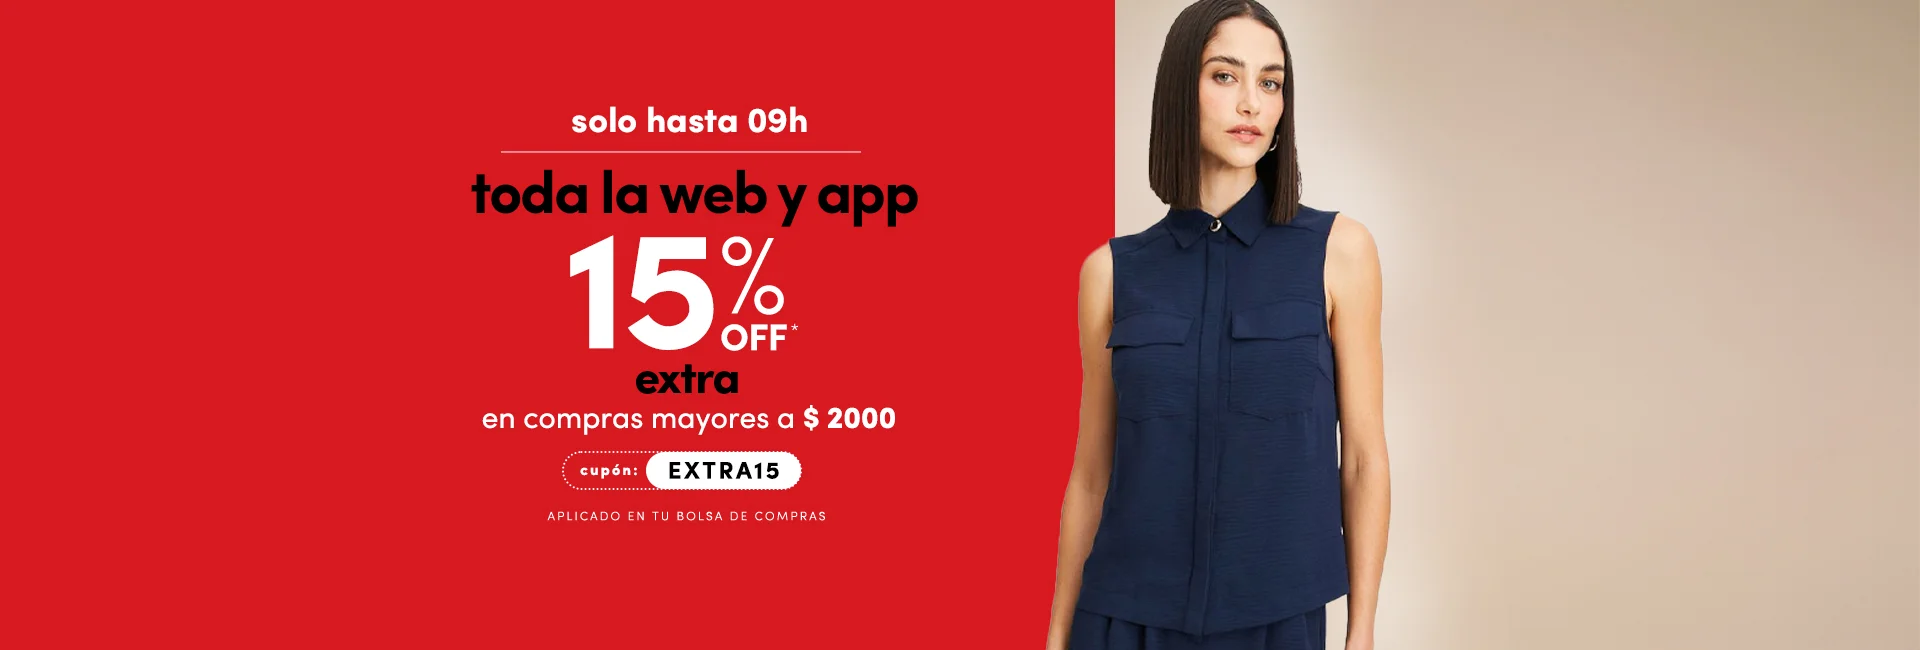 solo hasta 09h
toda la web y app
15%
OFF*
extra
en compras mayores a $ 2000
cupón: EXTRA15
APLICADO EN TU BOLSA DE COMPRAS